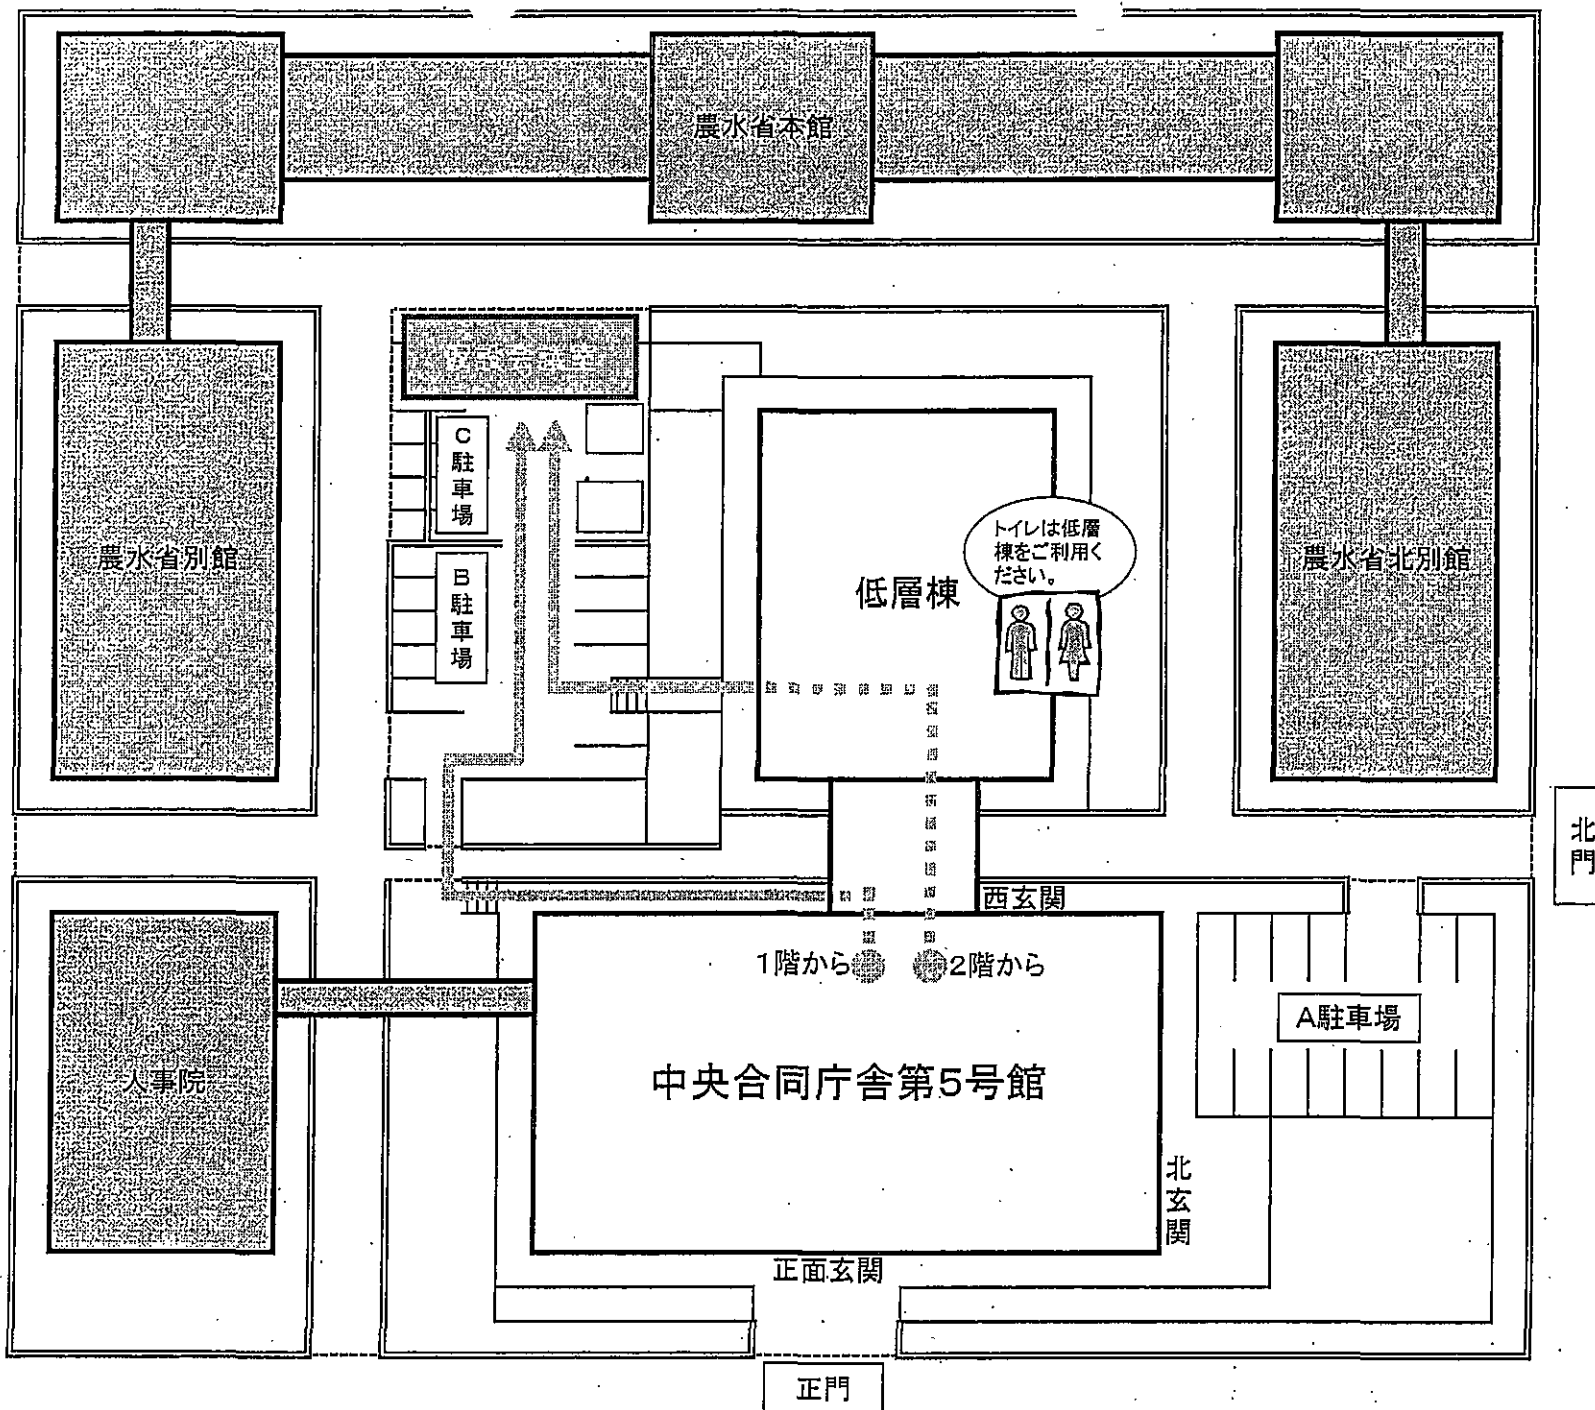 農水省本館
C駐車場
トイレは低層
棟をご利用く
ださい。
農水省別館
B駐車場
低層棟
農水省北別館
北門
西玄関
1階から
2階から
A駐車場
人事院
中央合同庁舎第5号館
北玄関
正面玄関
正門